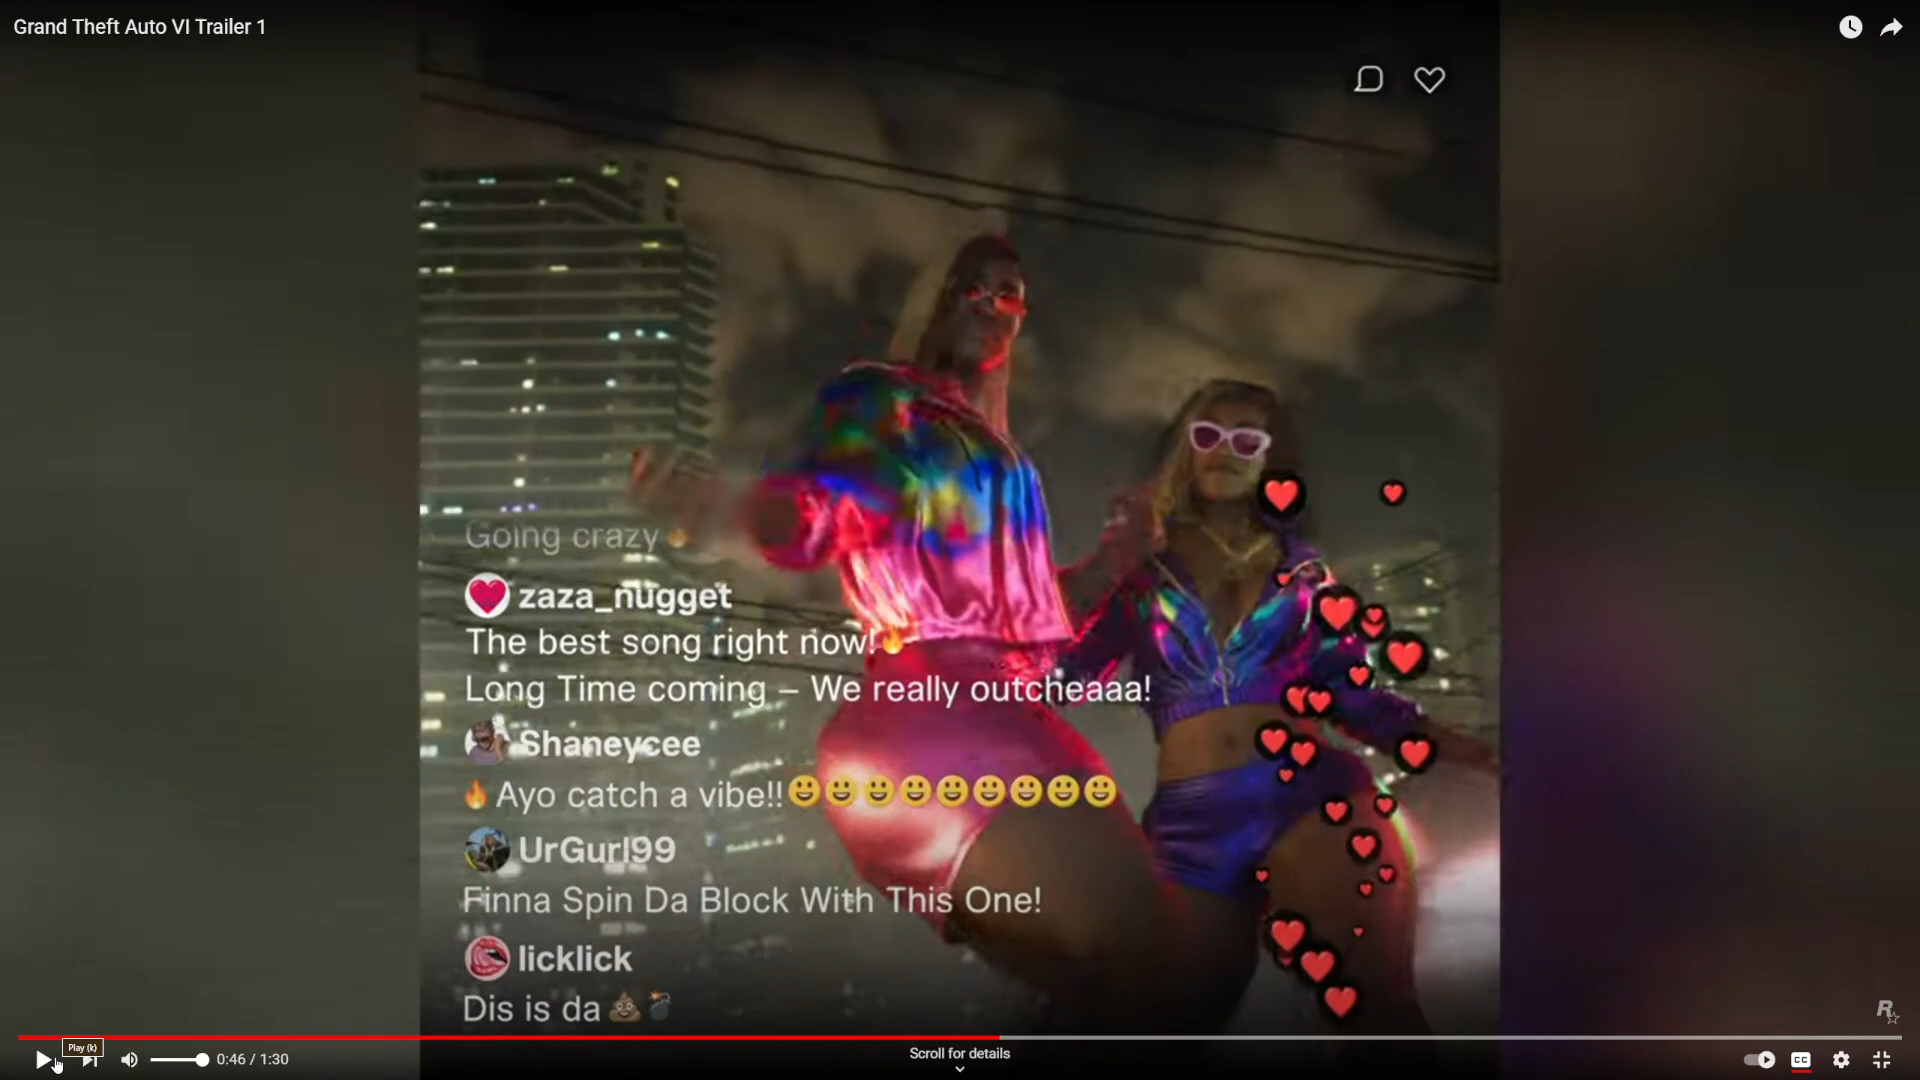 Grand Theft Auto VI Trailer 1
Going crazy🔥
zaza_nugget
The best song right now!🔥
Long Time coming – We really outcheaaa!
Shaneycee
🔥Ayo catch a vibe!!😀😀😀😀😀😀😀😀😀
UrGurl99
Finna Spin Da Block With This One!
licklick
Dis is da💩💣
R
Play (k)
0:46 / 1:30
Scroll for details
CC